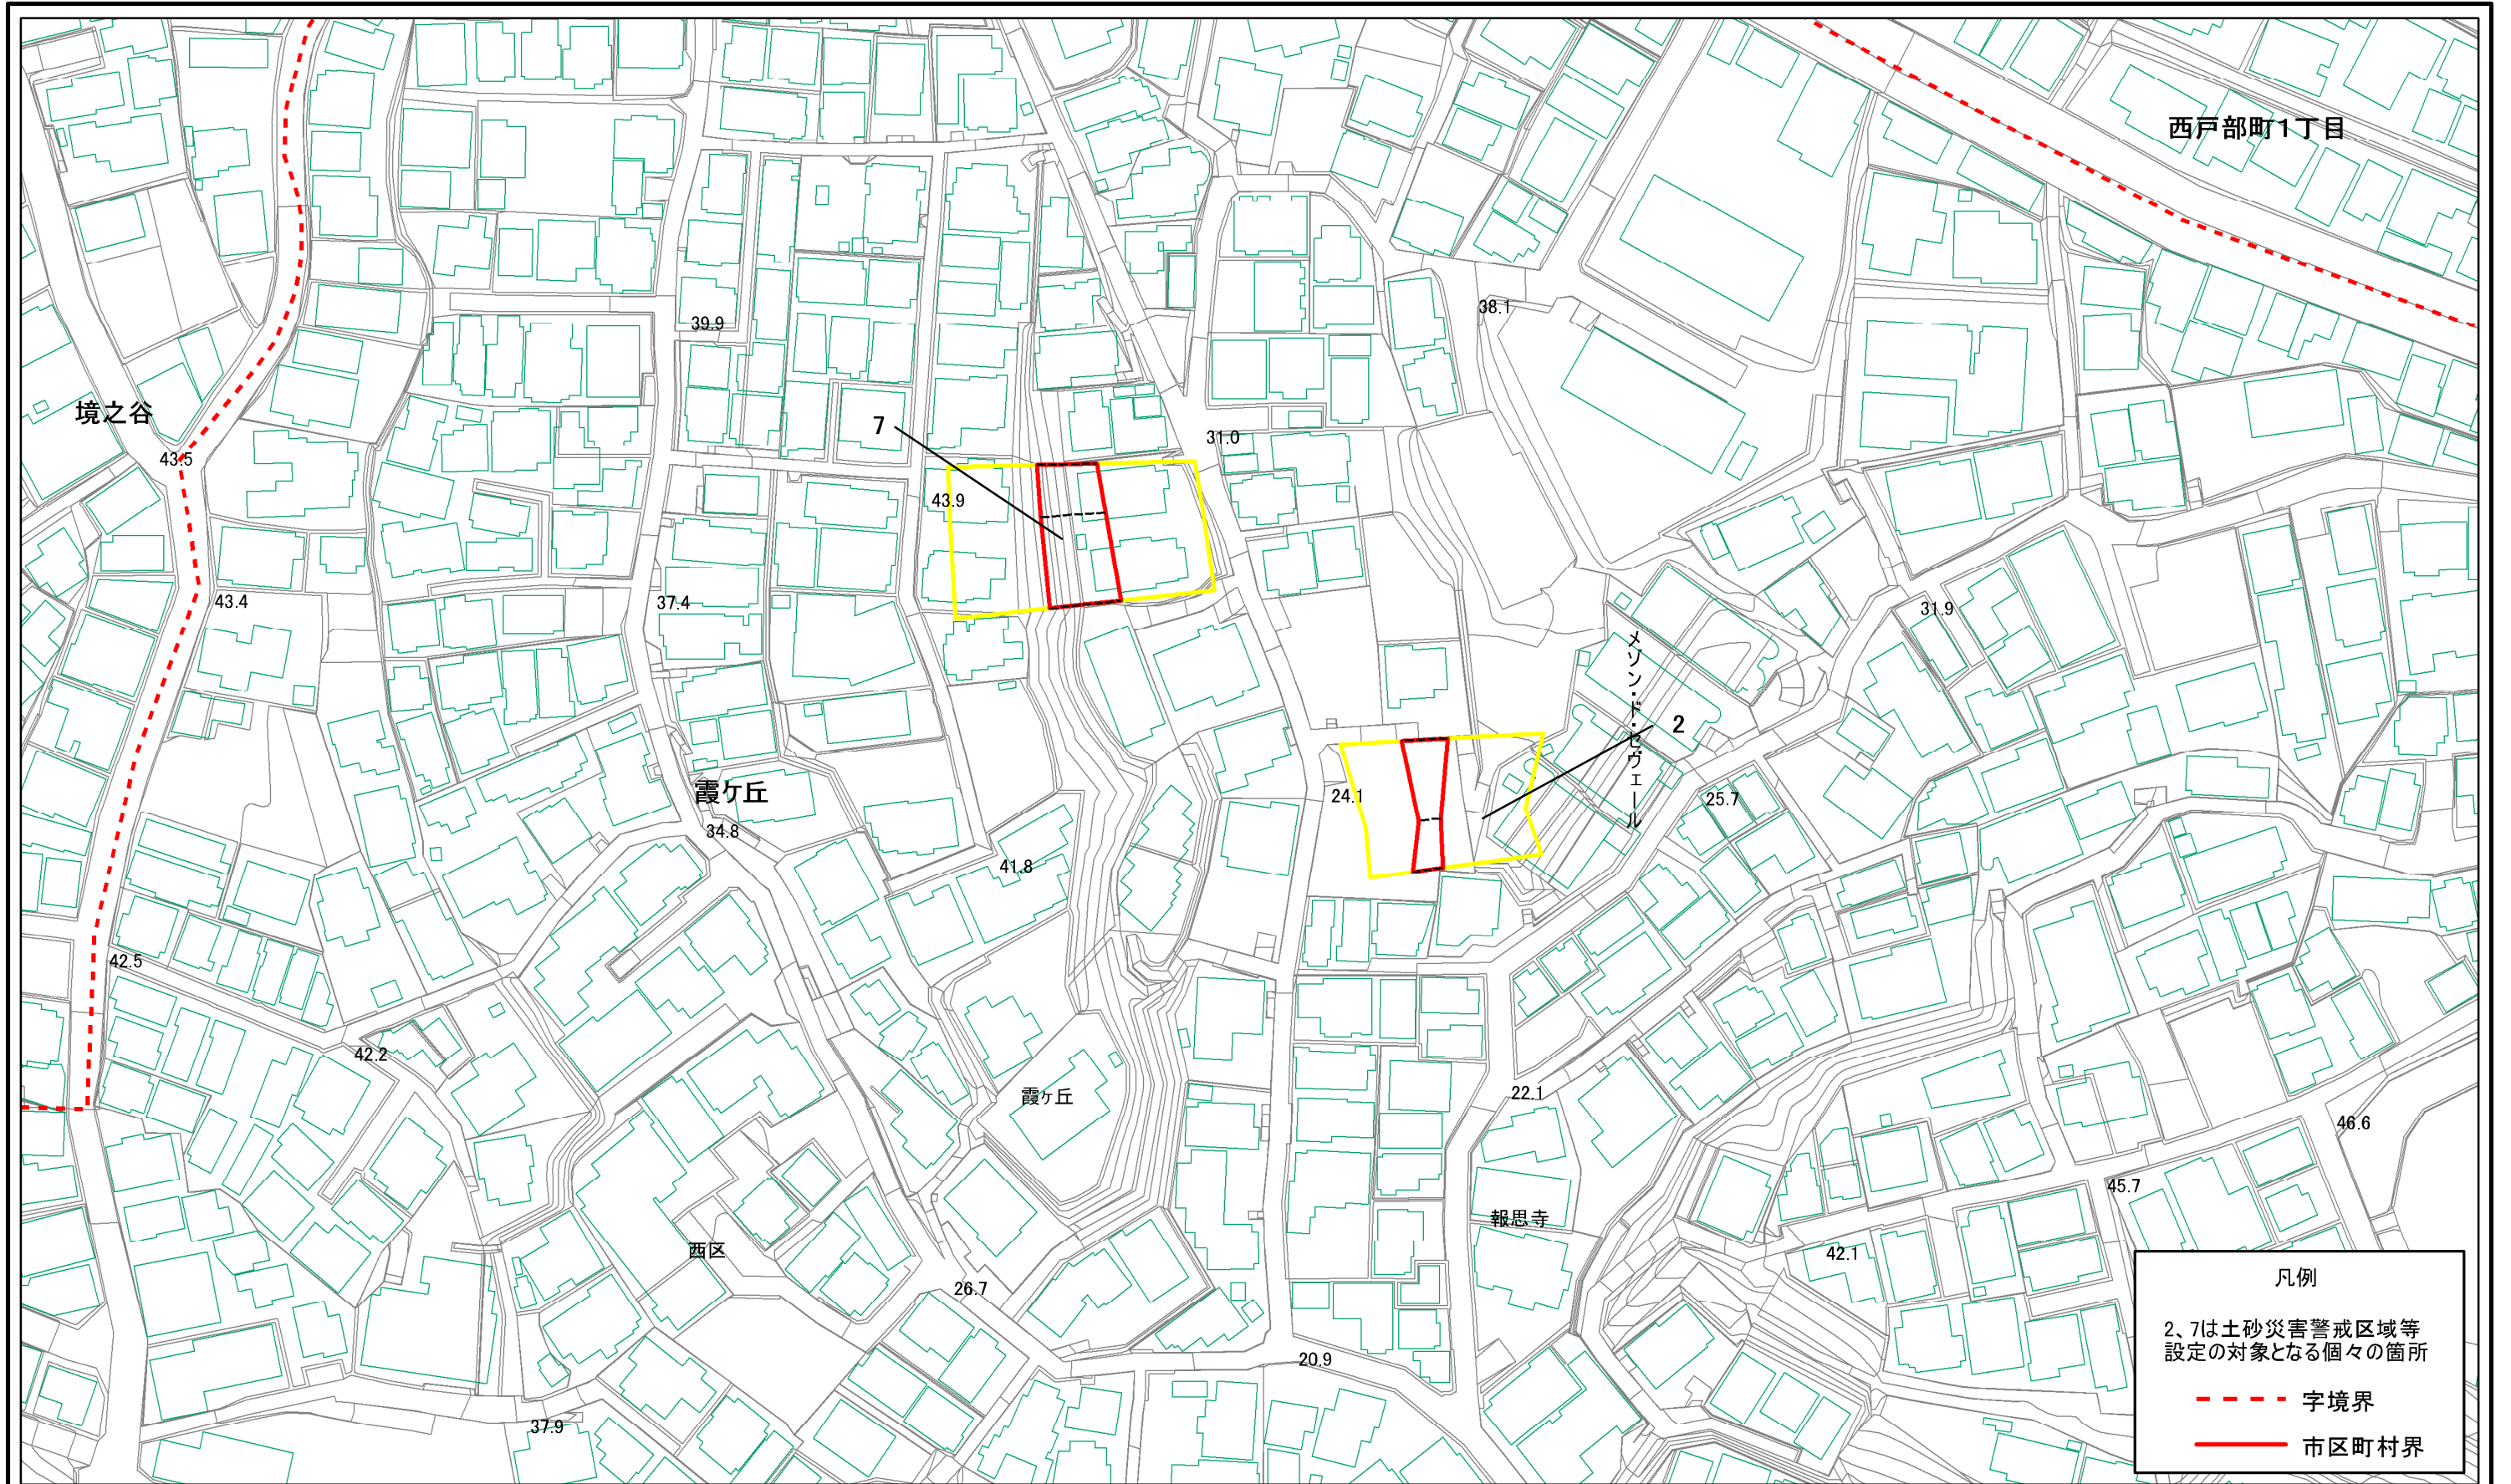 西戸部町1丁目
38.1
39.9
境之谷
7
31.0
43.5
43.9
43.4
37.4
31.9
メゾン・ド・セヴェール
2
霞ケ丘
24.1
25.7
34.8
41.8
42.5
42.2
霞ヶ丘
22.1
46.6
45.7
報恩寺
西区
42.1
26.7
20.9
37.9
凡例
2、7は土砂災害警戒区域等
設定の対象となる個々の箇所
字境界
市区町村界